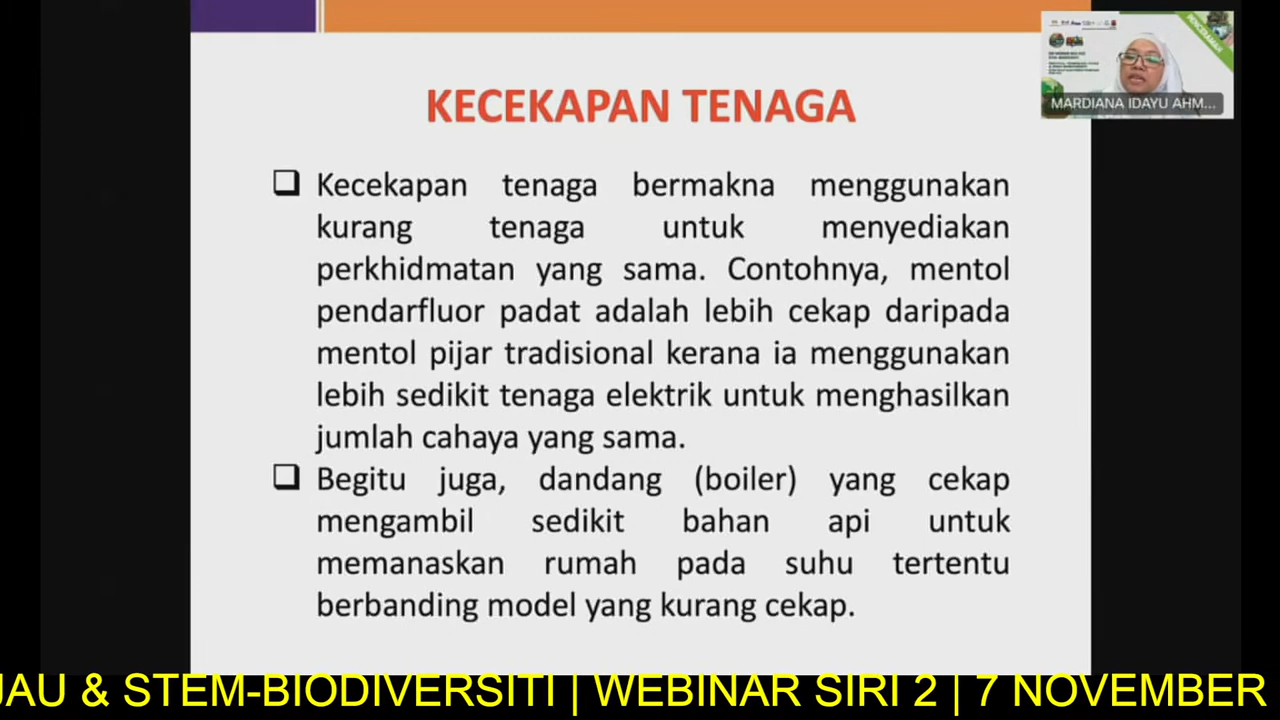 KECEKAPAN TENAGA
PENCERAMAH
MARDIANA IDAYU AHM...
Kecekapan tenaga bermakna menggunakan
kurang tenaga untuk menyediakan
perkhidmatan yang sama. Contohnya, mentol
pendarfluor padat adalah lebih cekap daripada
mentol pijar tradisional kerana ia menggunakan
lebih sedikit tenaga elektrik untuk menghasilkan
jumlah cahaya yang sama.
Begitu juga, dandang (boiler) yang cekap
mengambil sedikit bahan api untuk
memanaskan rumah pada suhu tertentu
berbanding model yang kurang cekap.
JAU & STEM-BIODIVERSITI | WEBINAR SIRI 2 | 7 NOVEMBER